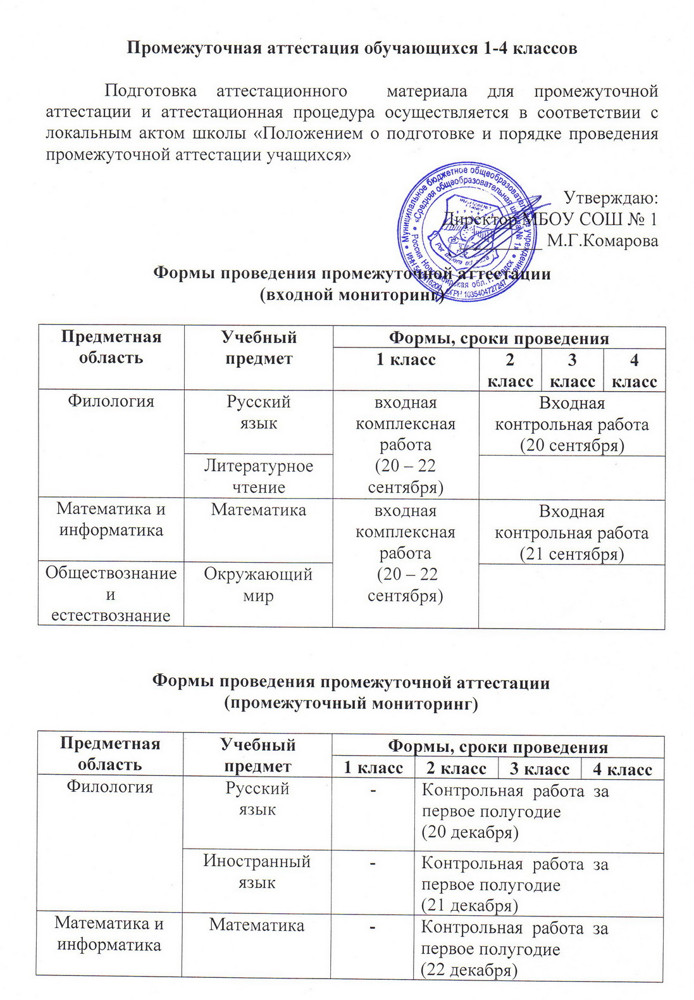 Промежуточная аттестация обучающихся 1-4 классов
Подготовка аттестационного материала для промежуточной
аттестации и аттестационная процедура осуществляется в соответствии с
локальным актом школы «Положением о подготовке и порядке проведения
промежуточной аттестации учащихся»
Утверждаю:
Директор МБОУ СОШ № 1
М.Г.Комарова
Муниципальное бюджетное общеобразовательное учреждение
«Средняя общеобразовательная школа № 1»
Россия Новосибирская обл.
ОГРН 1035404727247
ИНН
Формы проведения промежуточной аттестации
(входной мониторинг)
Предметная область
Учебный предмет
Формы, сроки проведения
1 класс
2 класс
3 класс
4 класс
Филология
Русский
язык
входная
комплексная
работа
(20 – 22
сентября)
Входная
контрольная работа
(20 сентября)
Литературное
чтение
Математика и
информатика
Математика
входная
комплексная
работа
(20 – 22
сентября)
Входная
контрольная работа
(21 сентября)
Обществознание
и
естествознание
Окружающий
мир
Формы проведения промежуточной аттестации
(промежуточный мониторинг)
Предметная
область
Учебный
предмет
Формы, сроки проведения
1 класс
2 класс
3 класс
4 класс
Филология
Русский
язык
-
Контрольная работа за
первое полугодие
(20 декабря)
Иностранный
язык
-
Контрольная работа за
первое полугодие
(21 декабря)
Математика и
информатика
Математика
-
Контрольная работа за
первое полугодие
(22 декабря)